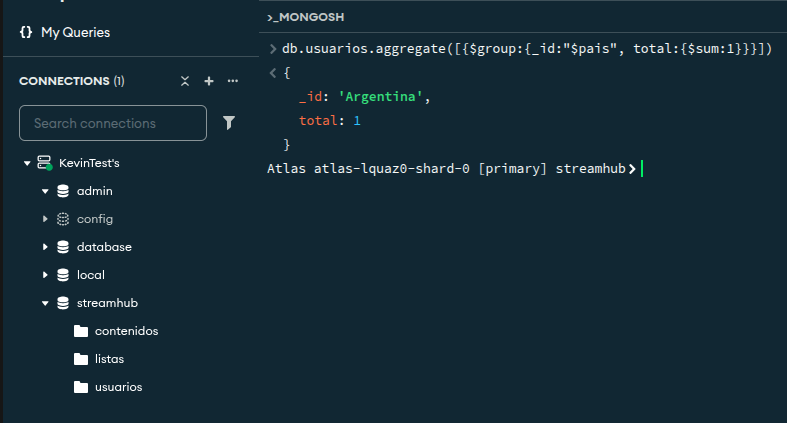 My Queries
CONNECTIONS (1)
Search connections
KevinTest's
admin
config
database
local
streamhub
contenidos
listas
usuarios
>_MONGOSH
db.usuarios.aggregate([{$group:{_id:"$pais", total:{$sum:1}}}])
{
_id: 'Argentina',
total: 1
}
Atlas atlas-lquaz0-shard-0 [primary] streamhub>